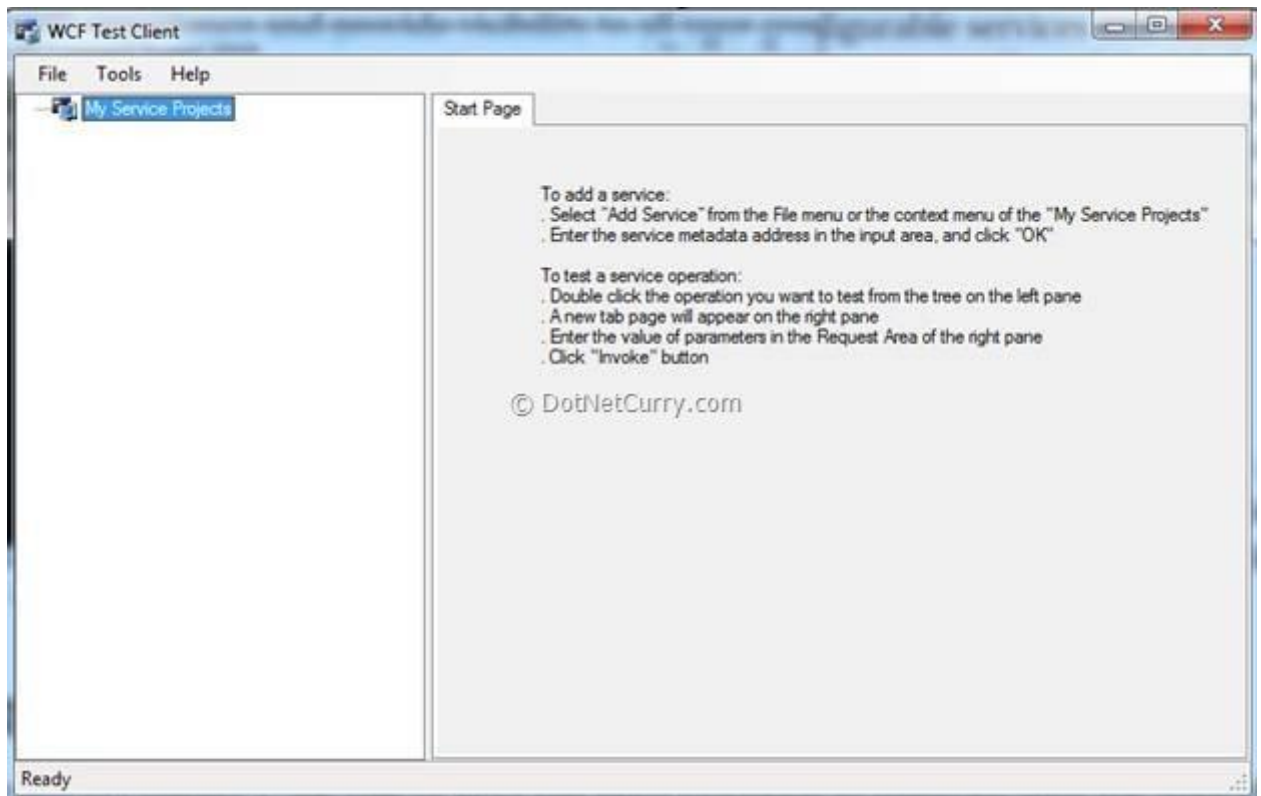 WCF Test Client
File Tools Help
My Service Projects
Start Page
To add a service:
. Select "Add Service" from the File menu or the context menu of the "My Service Projects"
. Enter the service metadata address in the input area, and click "OK"
To test a service operation:
. Double click the operation you want to test from the tree on the left pane
. A new tab page will appear on the right pane
. Enter the value of parameters in the Request Area of the right pane
. Click "Invoke" button
© DotNetCurry.com
Ready